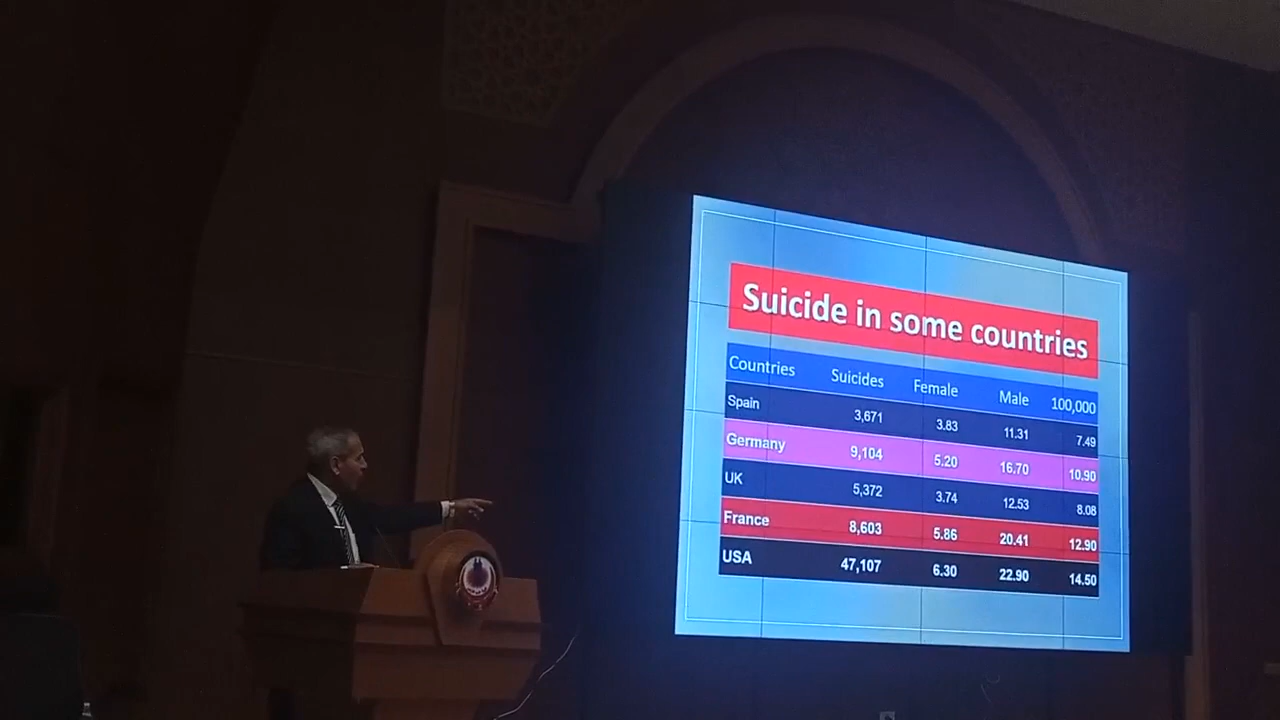 Suicide in some countries
Countries Suicides Female Male 100,000
Spain 3,671 3.83 11.31 7.49
Germany 9,104 5.20 16.70 10.90
UK 5,372 3.74 12.53 8.08
France 8,603 5.86 20.41 12.90
USA 47,107 6.30 22.90 14.50